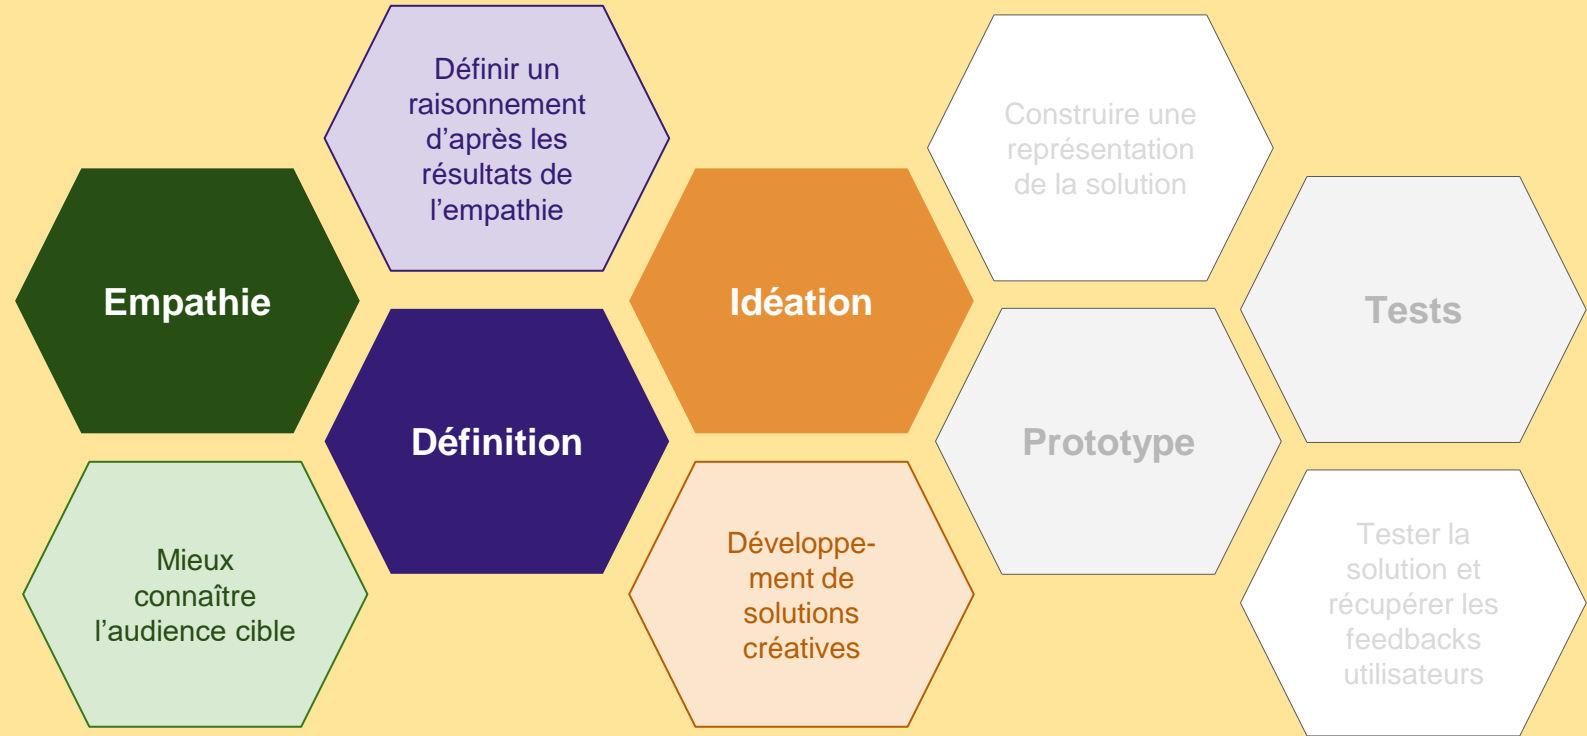 Empathie
Mieux
connaître
l’audience cible
Définir un
raisonnement
d’après les
résultats de
l’empathie
Définition
Idéation
Développe-
ment de
solutions
créatives
Construire une
représentation
de la solution
Prototype
Tests
Tester la
solution et
récupérer les
feedbacks
utilisateurs